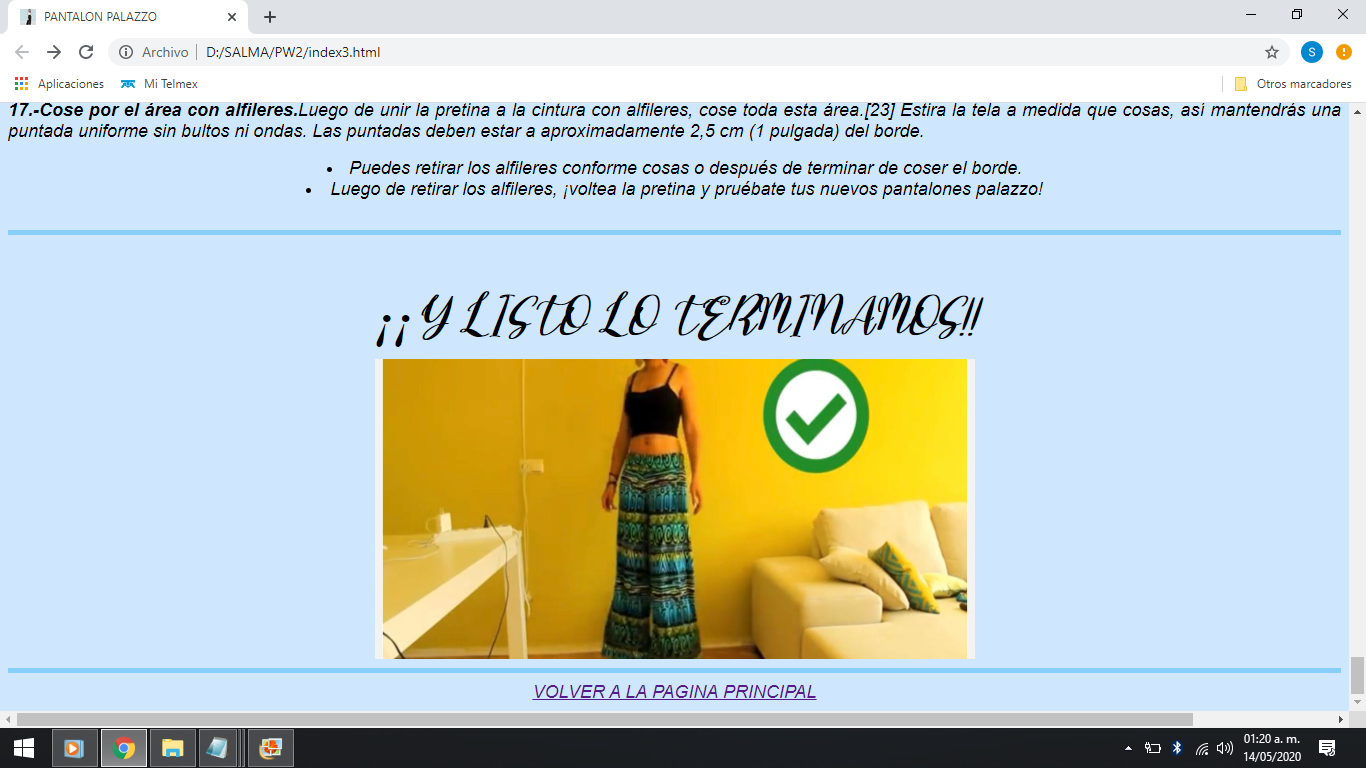 PANTALON PALAZZO
Archivo
D:/SALMA/PW2/index3.html
S
Aplicaciones
Mi Telmex
Otros marcadores
17.-Cose por el área con alfileres.Luego de unir la pretina a la cintura con alfileres, cose toda esta área.[23] Estira la tela a medida que cosas, así mantendrás una
puntada uniforme sin bultos ni ondas. Las puntadas deben estar a aproximadamente 2,5 cm (1 pulgada) del borde.
• Puedes retirar los alfileres conforme cosas o después de terminar de coser el borde.
• Luego de retirar los alfileres, ¡voltea la pretina y pruébate tus nuevos pantalones palazzo!
¡¡ Y LISTO LO TERMINAMOS!!
VOLVER A LA PAGINA PRINCIPAL
01:20 a. m.
14/05/2020